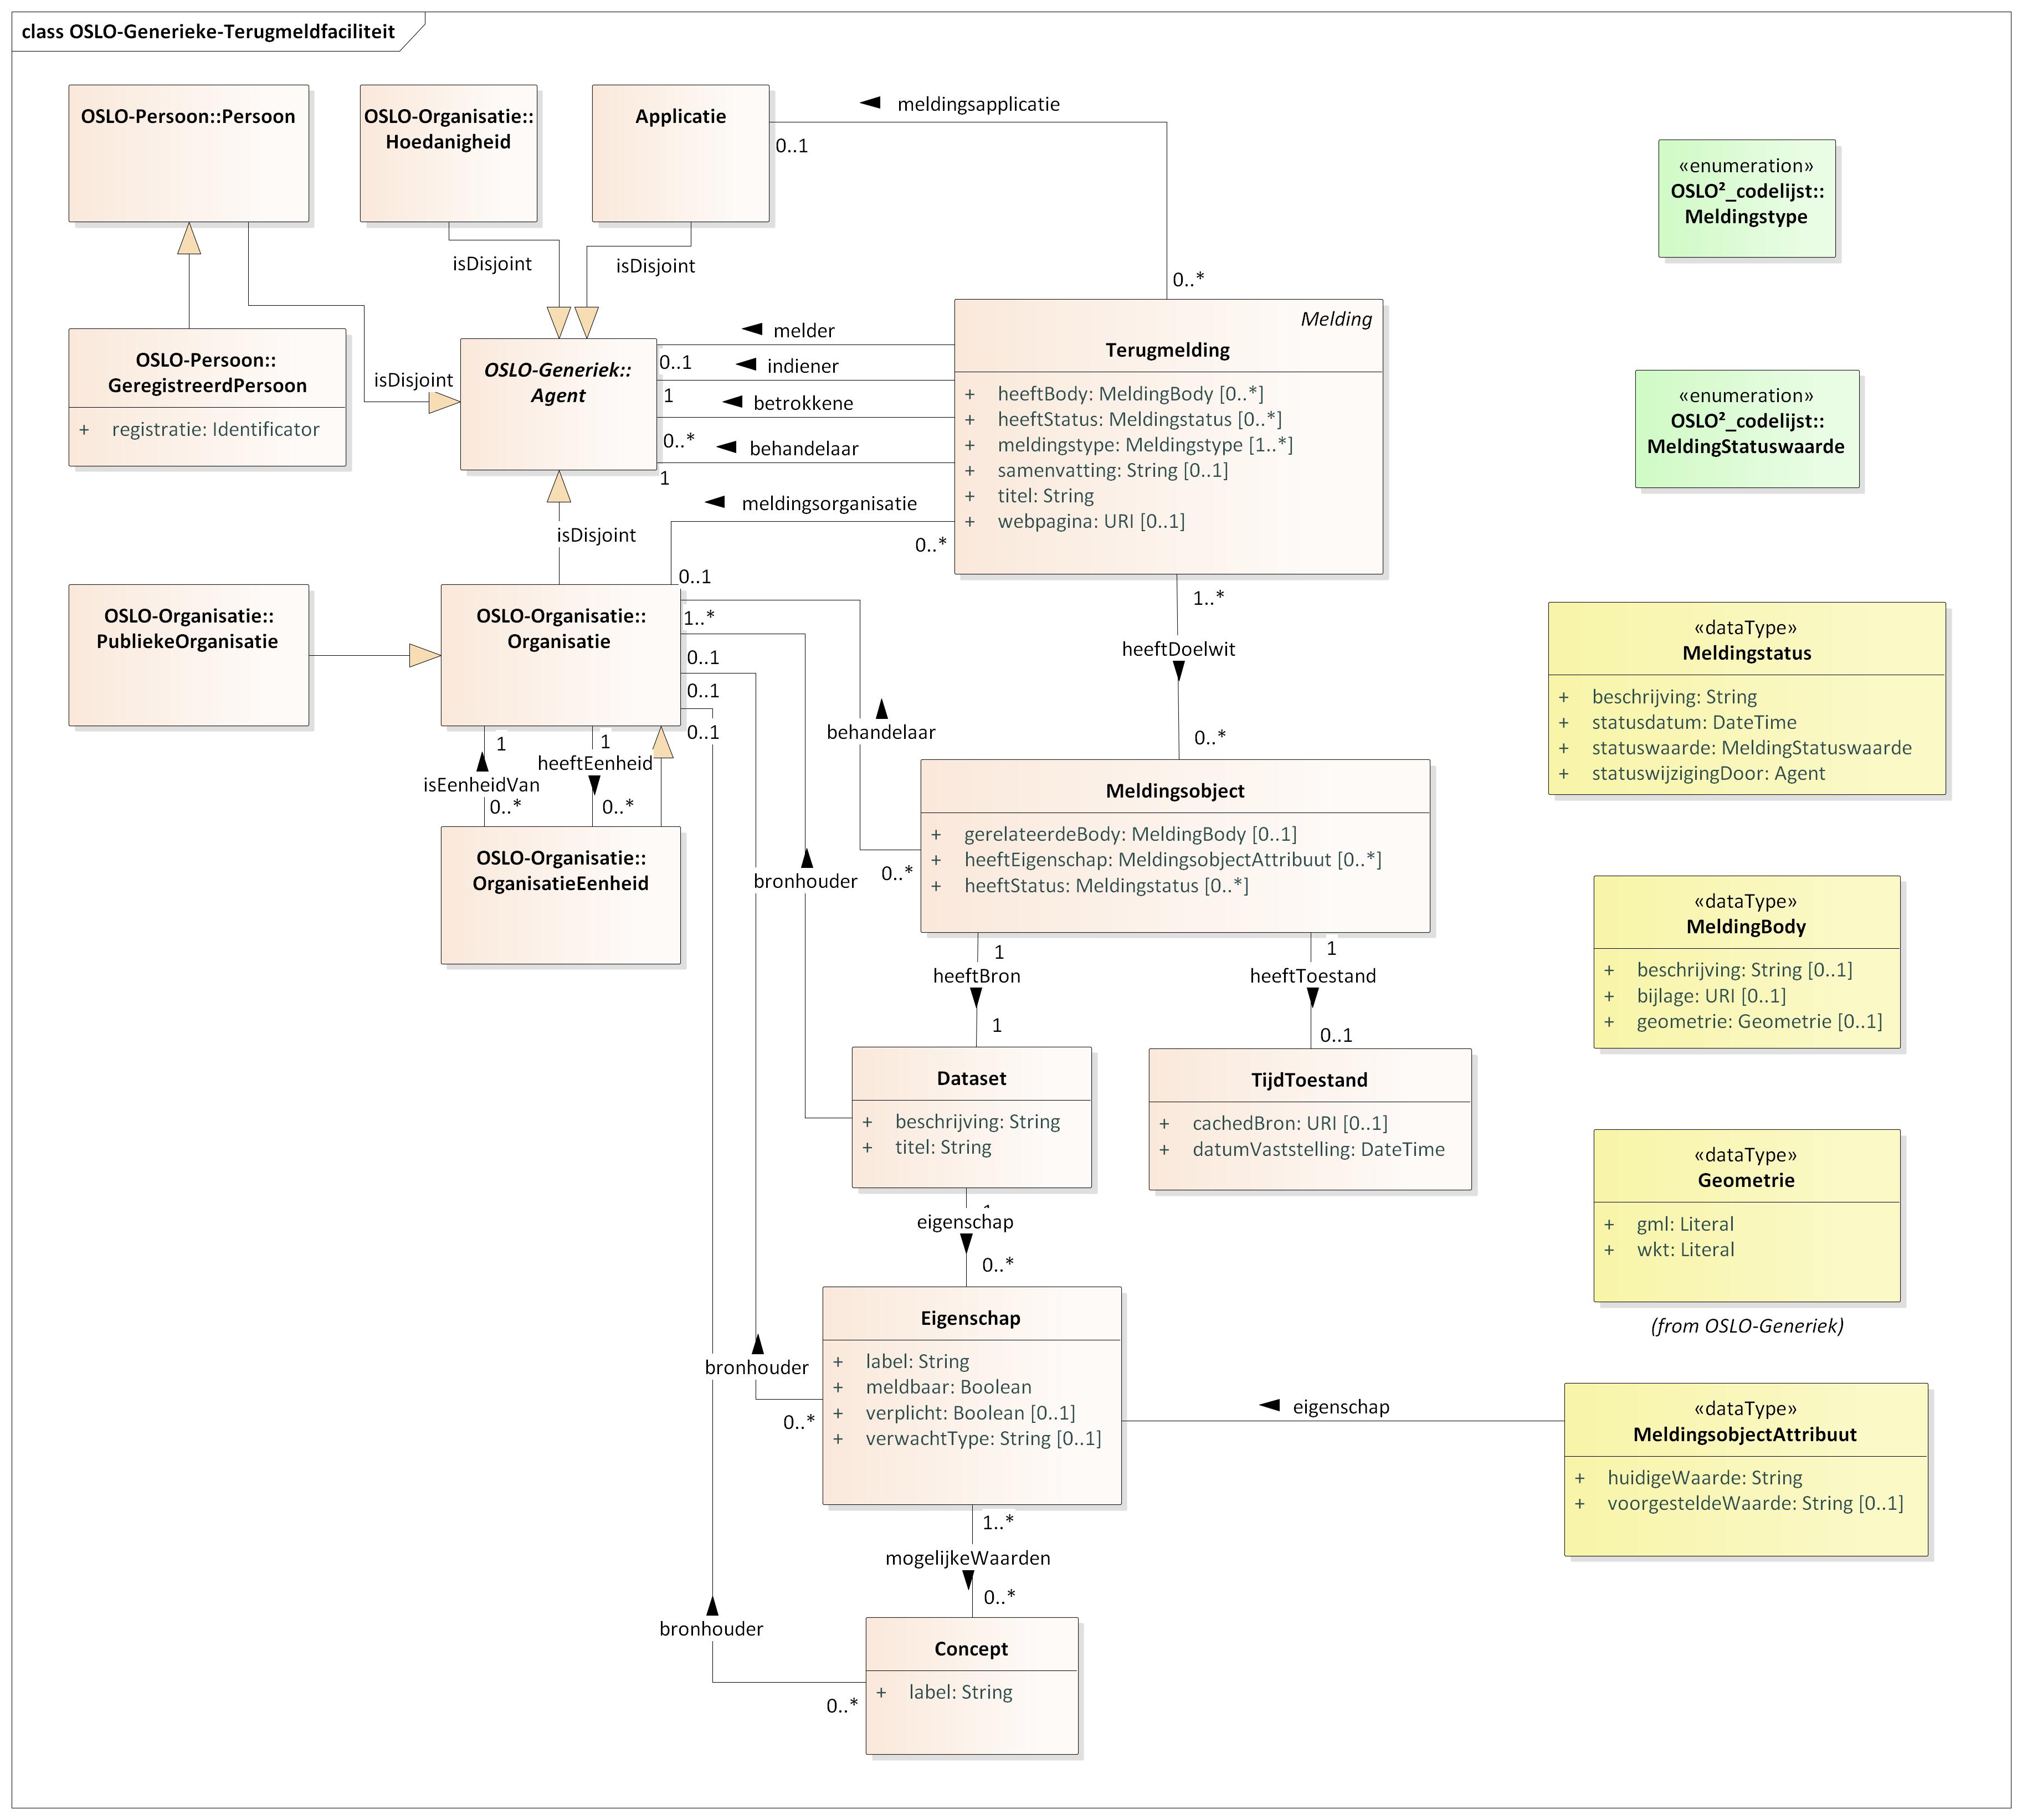 class OSLO-Generieke-Terugmeldfaciliteit
OSLO-Persoon::Persoon
OSLO-Organisatie::
Hoedanigheid
Applicatie
meldingsapplicatie
0..1
0..*
«enumeration»
OSLO²_codelijst::
Meldingstype
isDisjoint
isDisjoint
OSLO-Persoon::
GeregistreerdPersoon
+ registratie: Identificator
isDisjoint
OSLO-Generiek::
Agent
melder
0..1
indiener
1
betrokkene
0..*
behandelaar
1
meldingsorganisatie
0..*
0..1
Melding
Terugmelding
+ heeftBody: MeldingBody [0..*]
+ heeftStatus: Meldingstatus [0..*]
+ meldingstype: Meldingstype [1..*]
+ samenvatting: String [0..1]
+ titel: String
+ webpagina: URI [0..1]
«enumeration»
OSLO²_codelijst::
MeldingStatuswaarde
isDisjoint
OSLO-Organisatie::
PubliekeOrganisatie
OSLO-Organisatie::
Organisatie
1..*
0..1
0..1
0..1
1..*
heeftDoelwit
0..*
behandelaar
0..*
«dataType»
Meldingstatus
+ beschrijving: String
+ statusdatum: DateTime
+ statuswaarde: MeldingStatuswaarde
+ statuswijzigingDoor: Agent
1
isEenheidVan
0..*
1
heeftEenheid
0..*
OSLO-Organisatie::
OrganisatieEenheid
Meldingsobject
+ gerelateerdeBody: MeldingBody [0..1]
+ heeftEigenschap: MeldingsobjectAttribuut [0..*]
+ heeftStatus: Meldingstatus [0..*]
bronhouder
«dataType»
MeldingBody
+ beschrijving: String [0..1]
+ bijlage: URI [0..1]
+ geometrie: Geometrie [0..1]
1
heeftBron
1
1
heeftToestand
0..1
Dataset
+ beschrijving: String
+ titel: String
TijdToestand
+ cachedBron: URI [0..1]
+ datumVaststelling: DateTime
«dataType»
Geometrie
+ gml: Literal
+ wkt: Literal
(from OSLO-Generiek)
1
eigenschap
0..*
Eigenschap
+ label: String
+ meldbaar: Boolean
+ verplicht: Boolean [0..1]
+ verwachtType: String [0..1]
bronhouder
0..*
eigenschap
«dataType»
MeldingsobjectAttribuut
+ huidigeWaarde: String
+ voorgesteldeWaarde: String [0..1]
1..*
mogelijkeWaarden
0..*
bronhouder
0..*
Concept
+ label: String